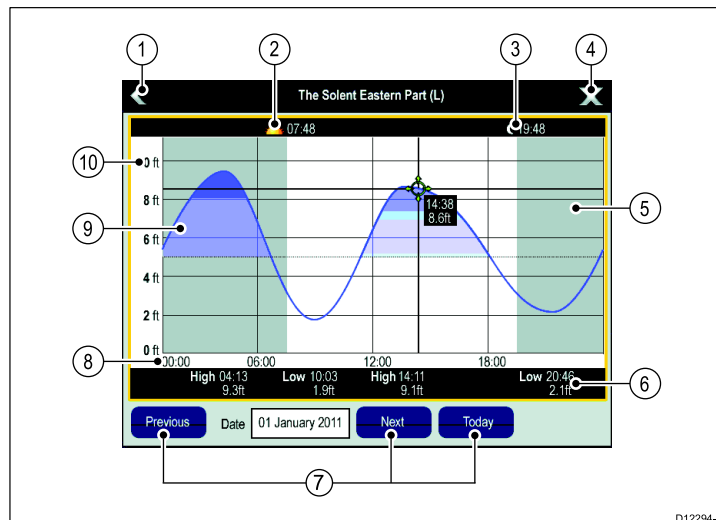 1 2 3 4
The Solent Eastern Part (L)
07:48 19:48
10 0 ft
8 ft
14:38
8.6ft
5
9
6 ft
4 ft
2 ft
0 ft
8 00:00 06:00 12:00 18:00
High 04:13 Low 10:03 High 14:11 Low 20:46
9.3ft 1.9ft 9.1ft 2.1ft
6
Previous Date 01 January 2011 Next Today
7
D12294-